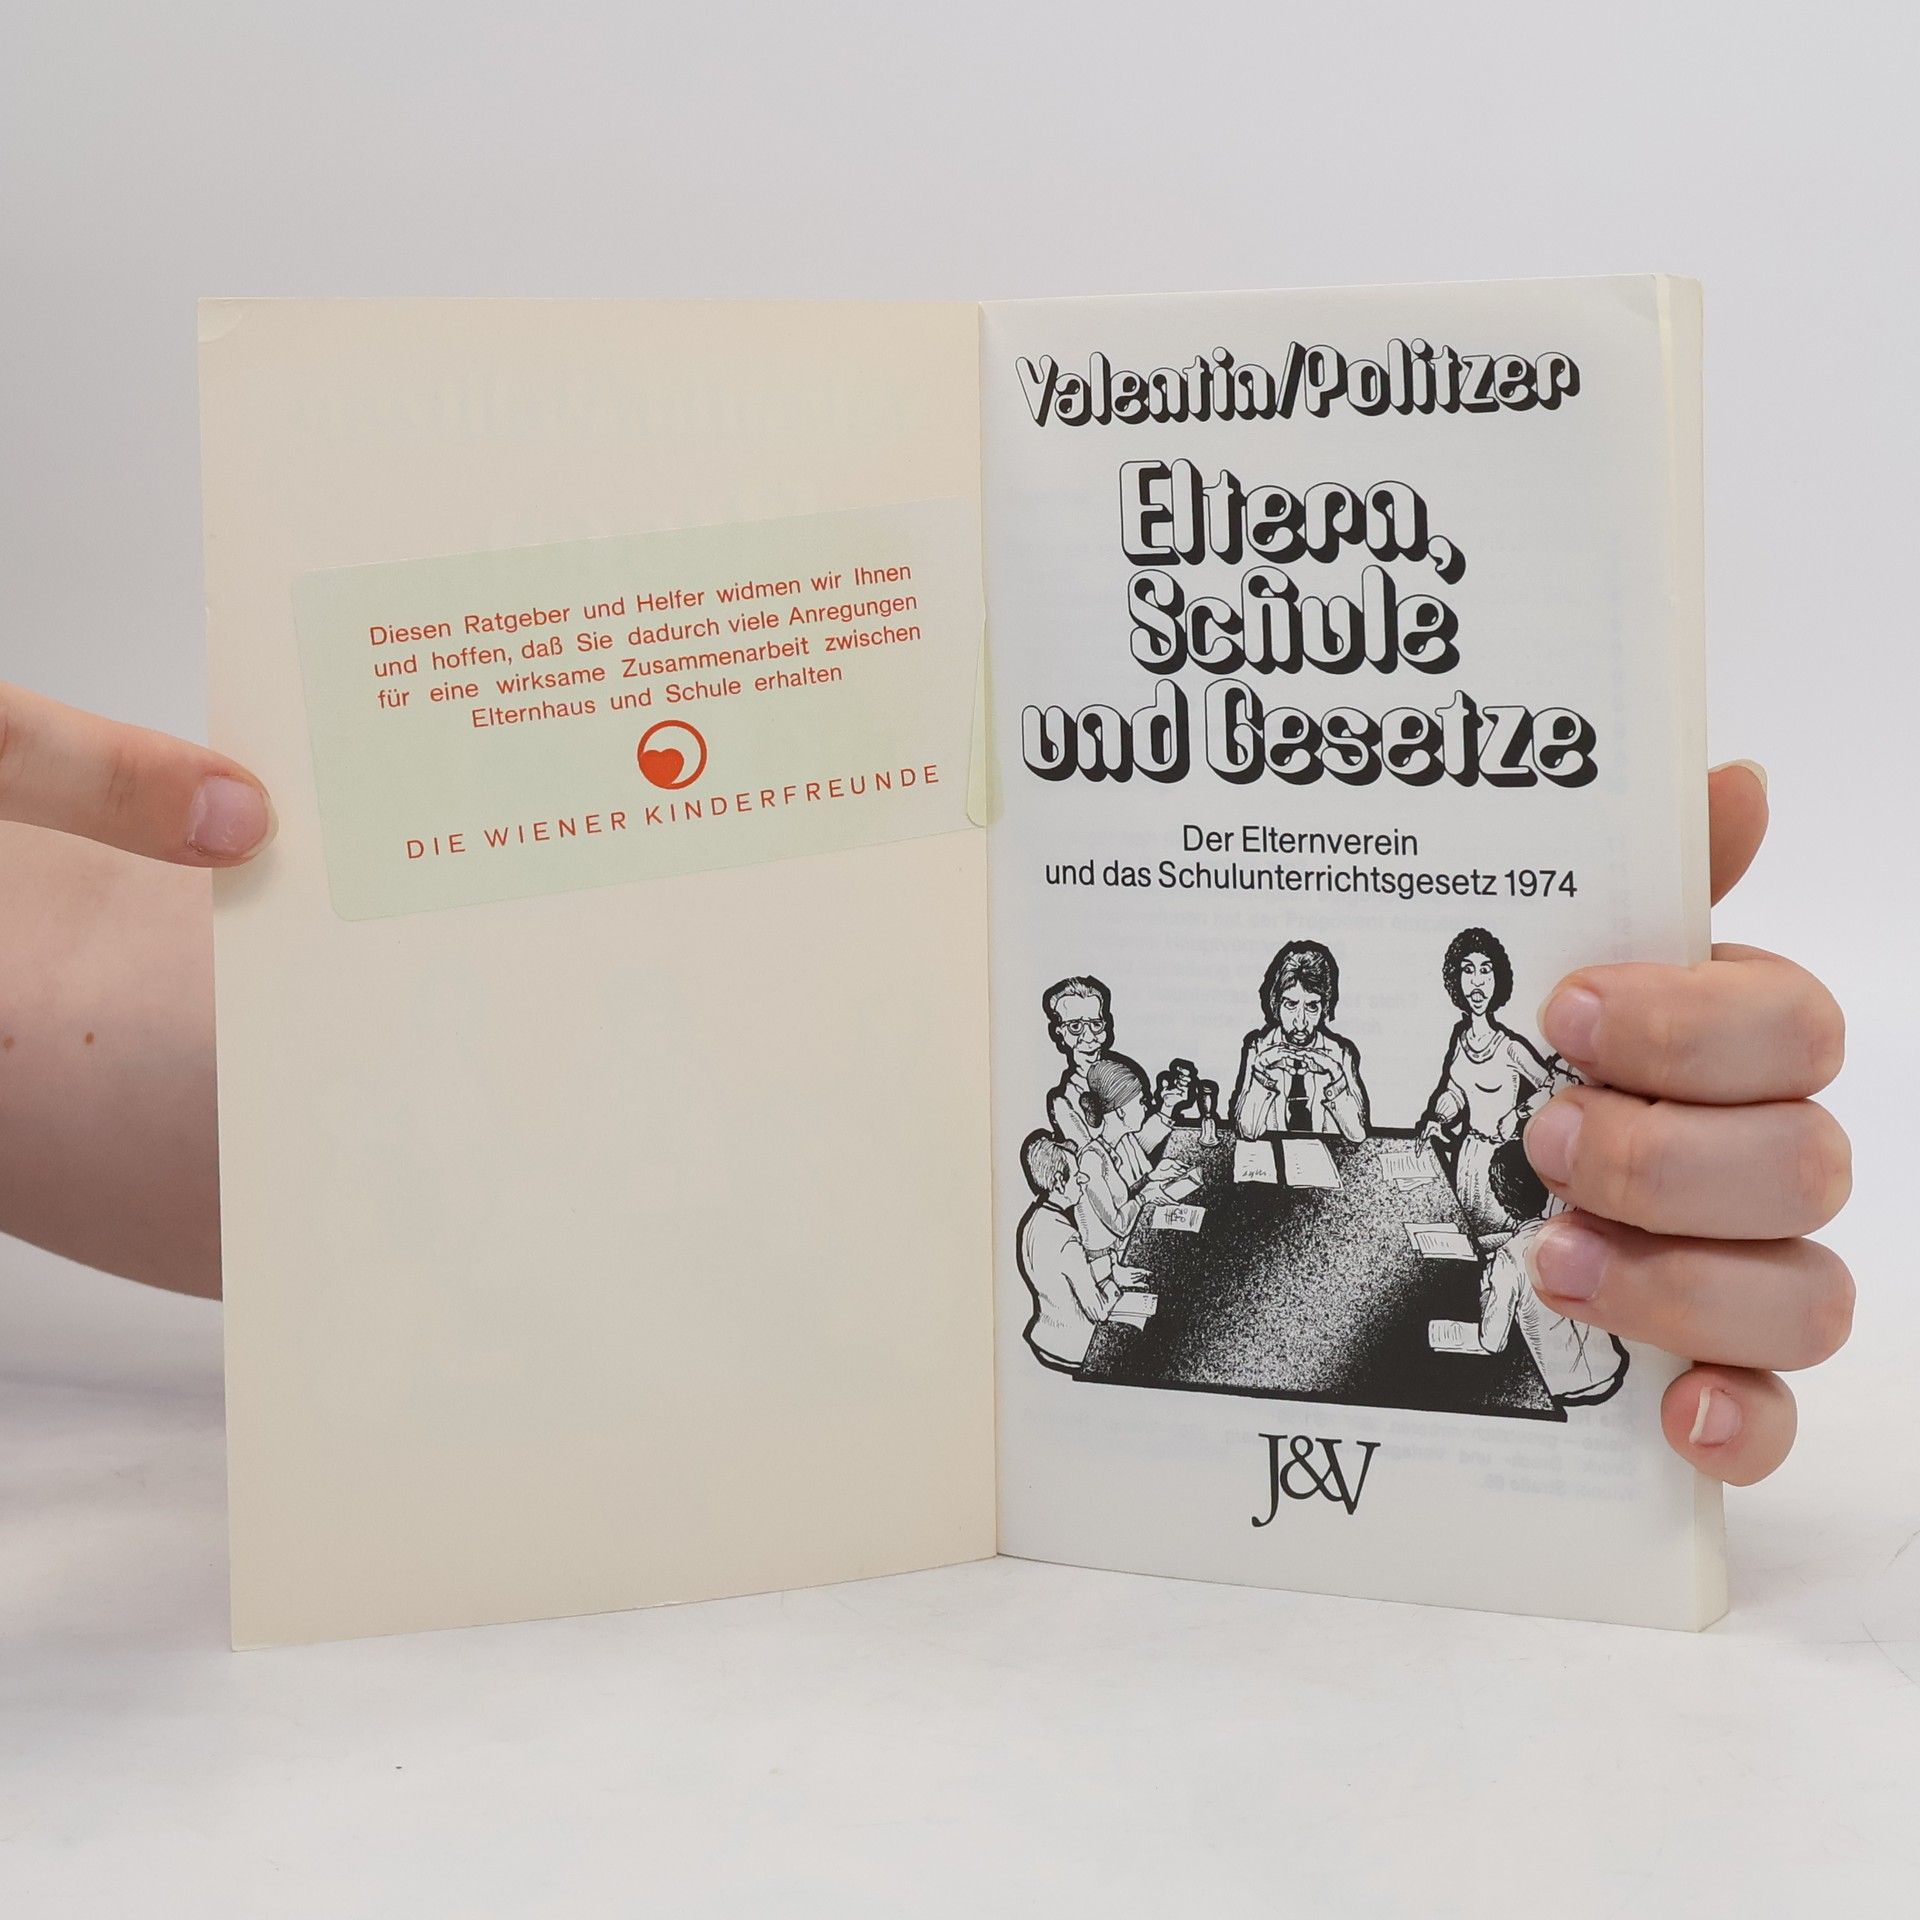 Diesen Ratgeber und Helfer widmen wir Ihnen
und hoffen, daß Sie dadurch viele Anregungen
für eine wirksame Zusammenarbeit zwischen
Elternhaus und Schule erhalten
DIE WIENER KINDERFREUNDE
Valentin/Politzer
Eltern,
Schule
und Gesetze
Der Elternverein
und das Schulunterrichtsgesetz 1974
J&V